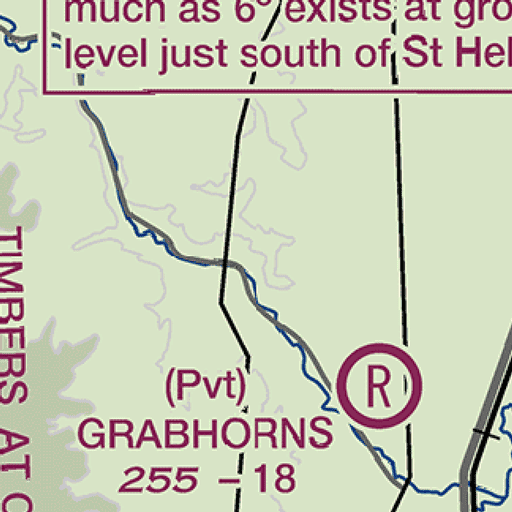 much as 6° exists at gro
level just south of St Hel
TIMBERS AT
R
(Pvt)
GRABHORNS
255 - 18